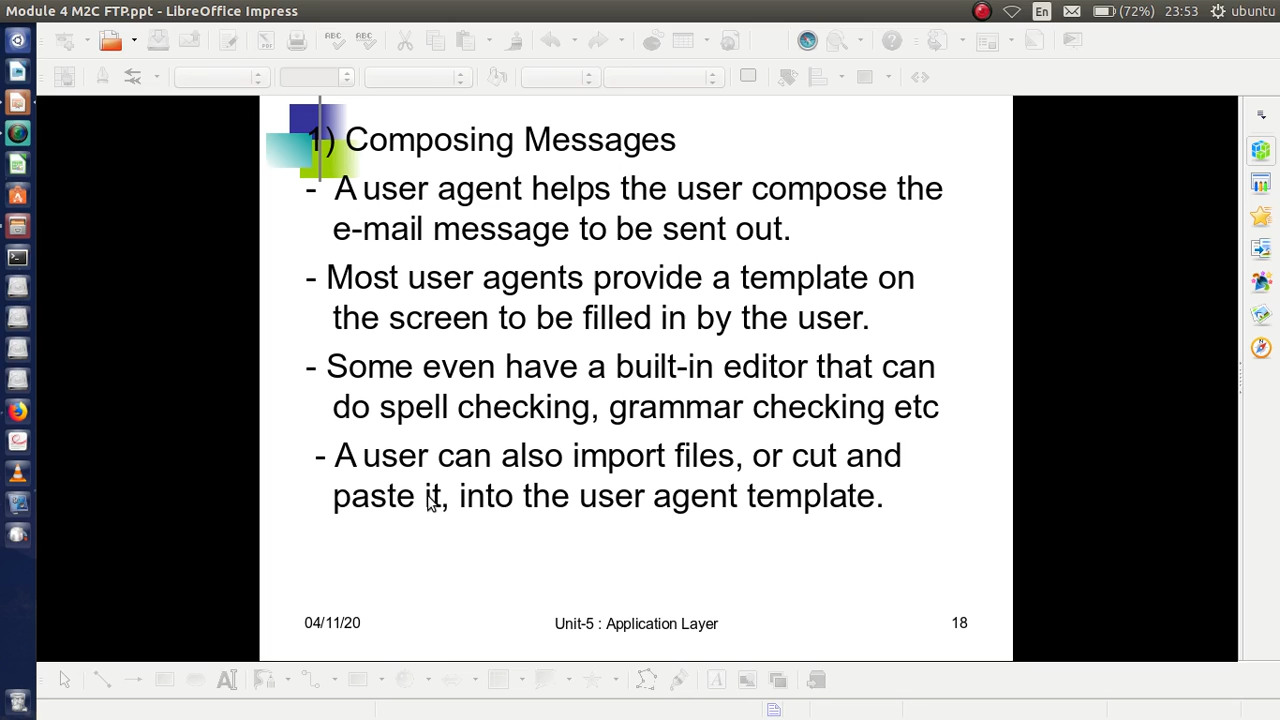 Module 4 M2C FTP.ppt - LibreOffice Impress
En
(72%)
23:53
ubuntu
1) Composing Messages
- A user agent helps the user compose the
e-mail message to be sent out.
- Most user agents provide a template on
the screen to be filled in by the user.
- Some even have a built-in editor that can
do spell checking, grammar checking etc
- A user can also import files, or cut and
paste it, into the user agent template.
04/11/20
Unit-5 : Application Layer
18